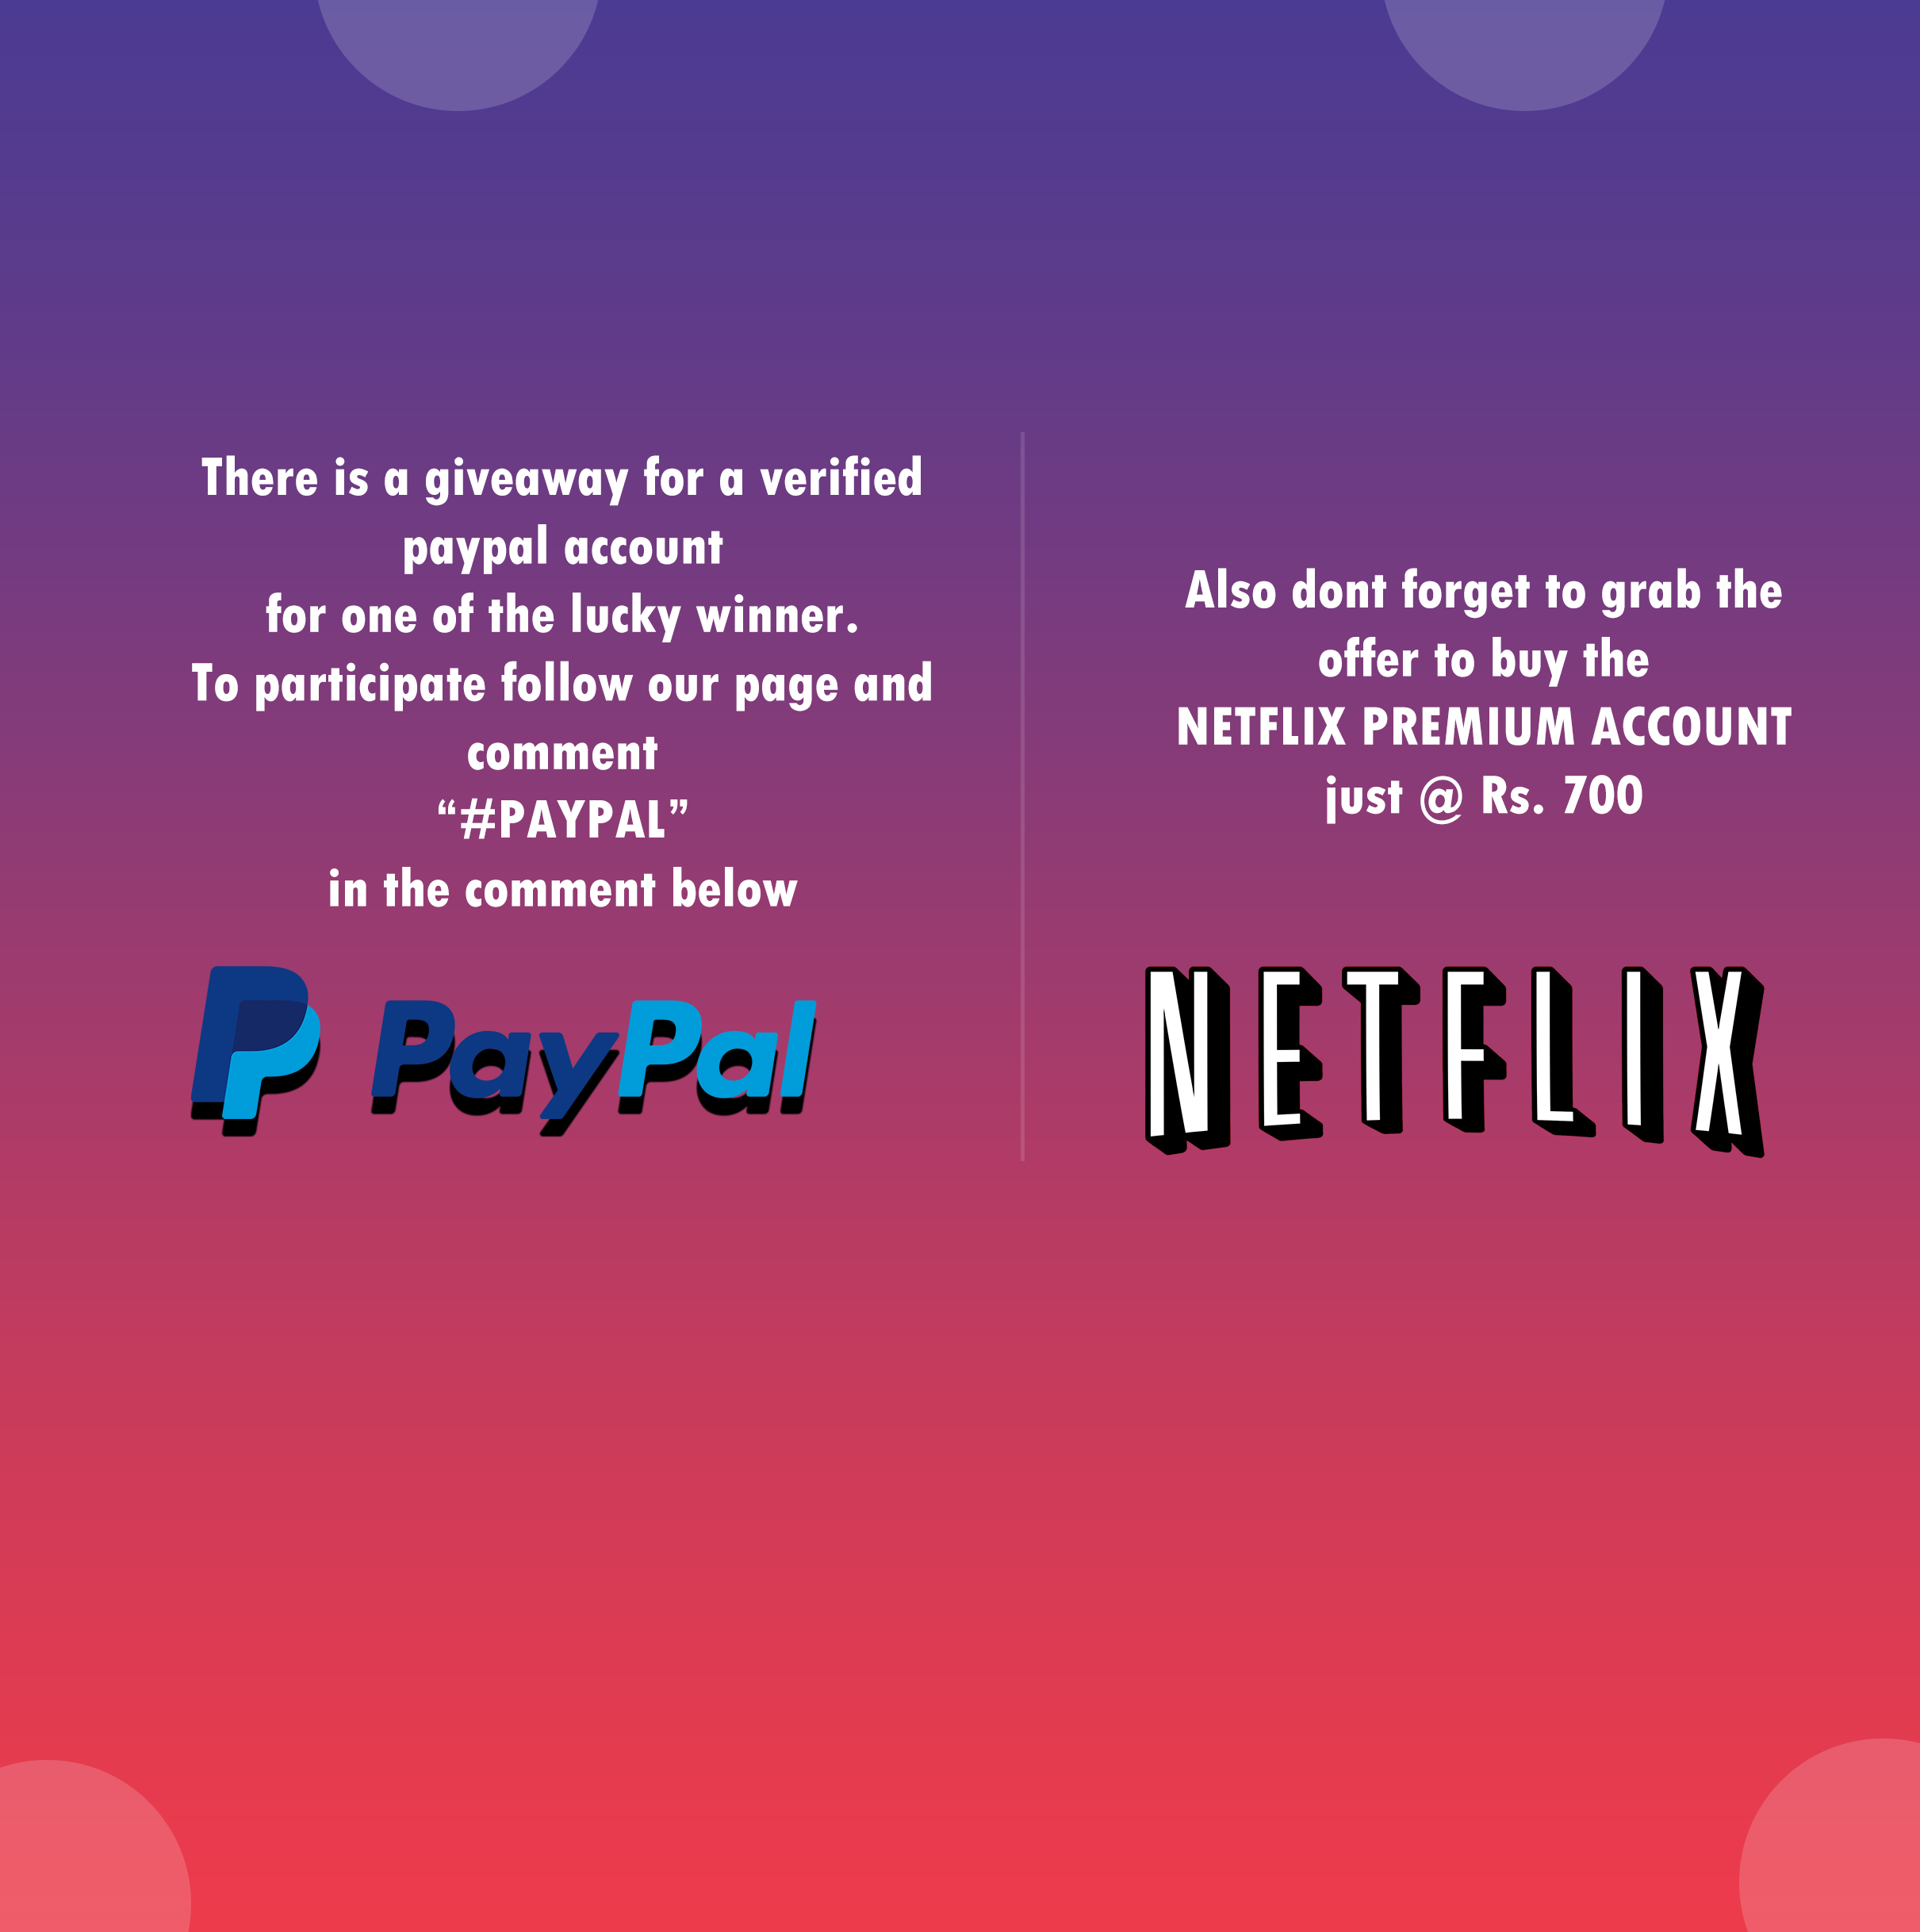 There is a giveaway for a verified
paypal account
for one of the lucky winner.
To participate follow our page and
comment
“#PAYPAL”
in the comment below
PayPal
Also dont forget to grab the
offer to buy the
NETFLIX PREMIUM ACCOUNT
just @ Rs. 700
NETFLIX